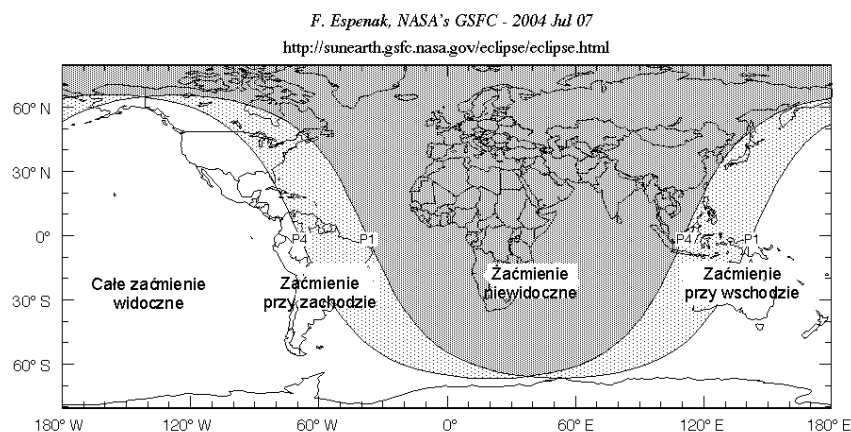 F. Espenak, NASA's GSFC - 2004 Jul 07
http://sunearth.gsfc.nasa.gov/eclipse/eclipse.html
60° N
30° N
0°
30° S
60° S
P4 P1 P4 P1
Całe zaćmienie
widoczne
Zaćmienie
przy zachodzie
Zaćmienie
niewidoczne
Zaćmienie
przy wschodzie
180° W 120° W 60° W 0° 60° E 120° E 180° E